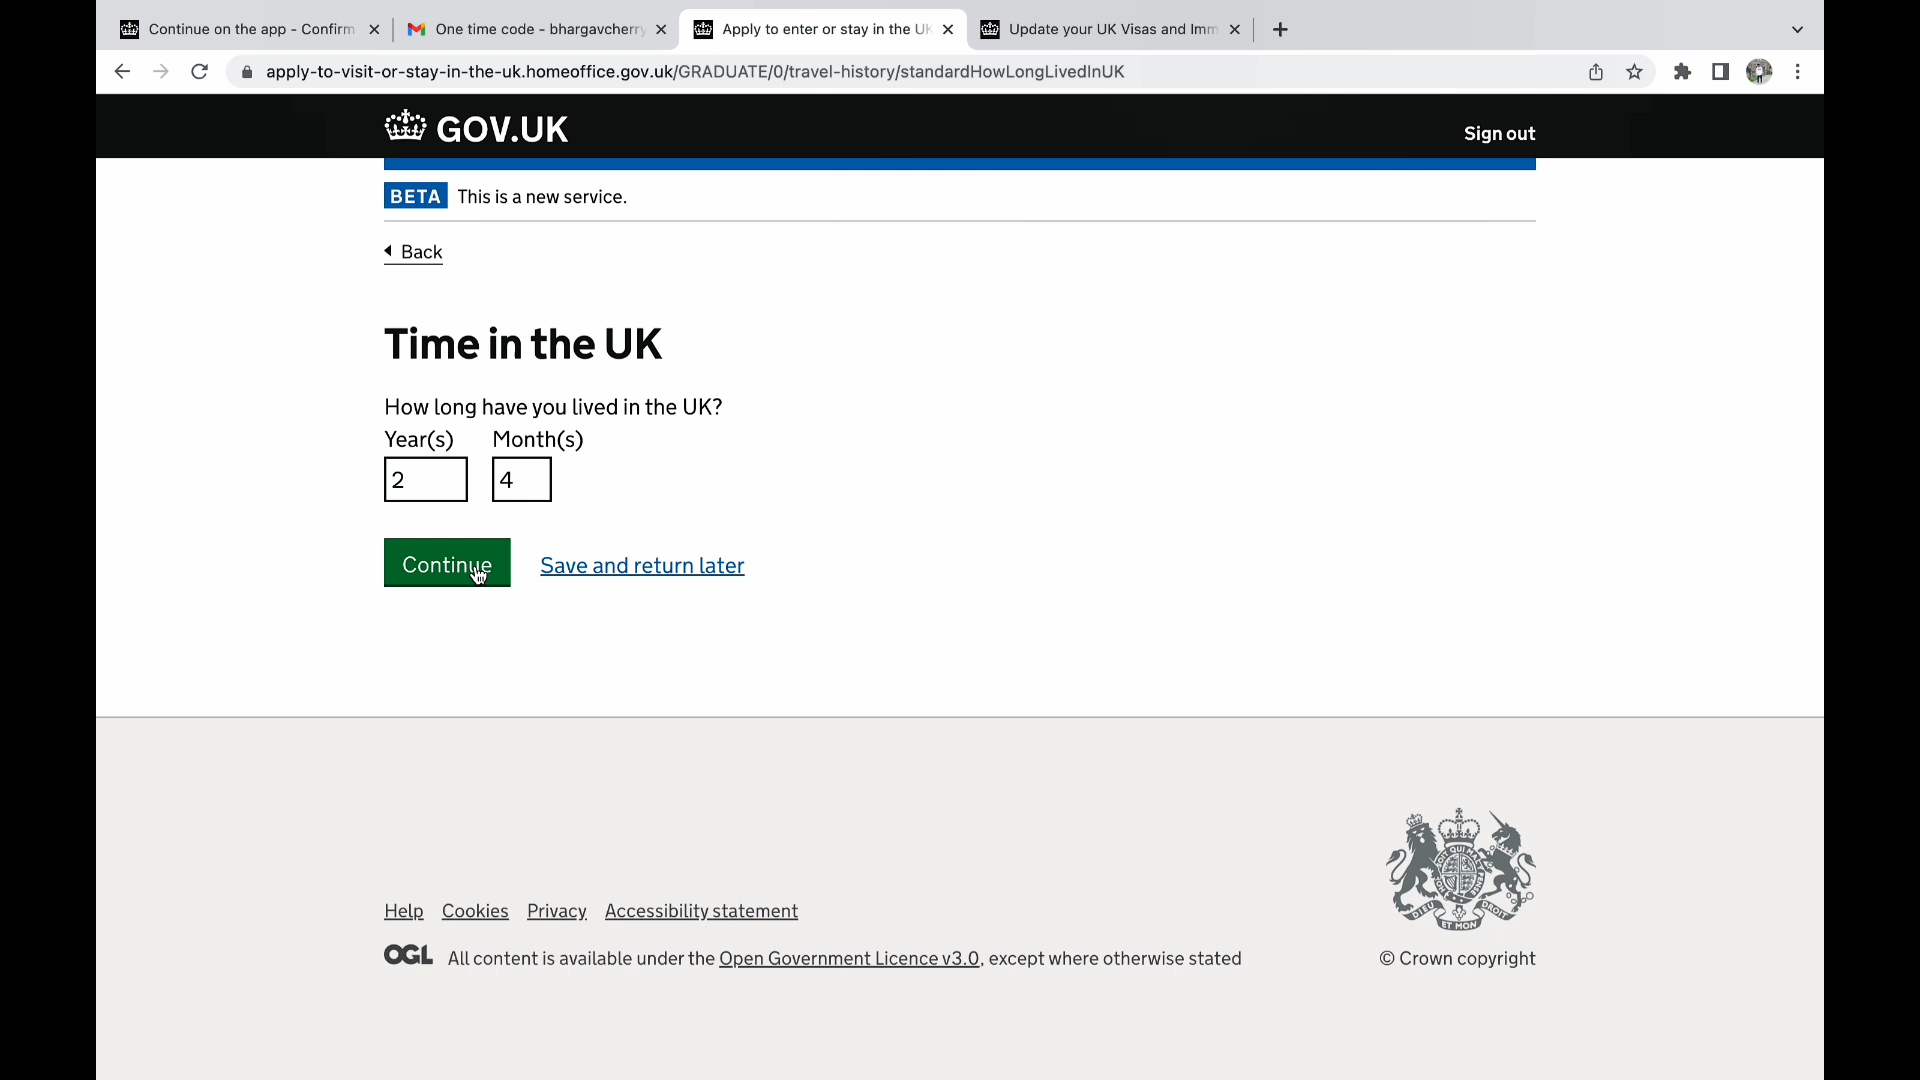 Continue on the app - Confirm
One time code - bhargavcherry
Apply to enter or stay in the UK
Update your UK Visas and Imm
apply-to-visit-or-stay-in-the-uk.homeoffice.gov.uk/GRADUATE/0/travel-history/standardHowLongLivedInUK
GOV.UK
Sign out
BETA This is a new service.
Back
Time in the UK
How long have you lived in the UK?
Year(s) Month(s)
2 4
Continue Save and return later
Help Cookies Privacy Accessibility statement
OGL All content is available under the Open Government Licence v3.0, except where otherwise stated
DIEU ET MON DROIT
© Crown copyright